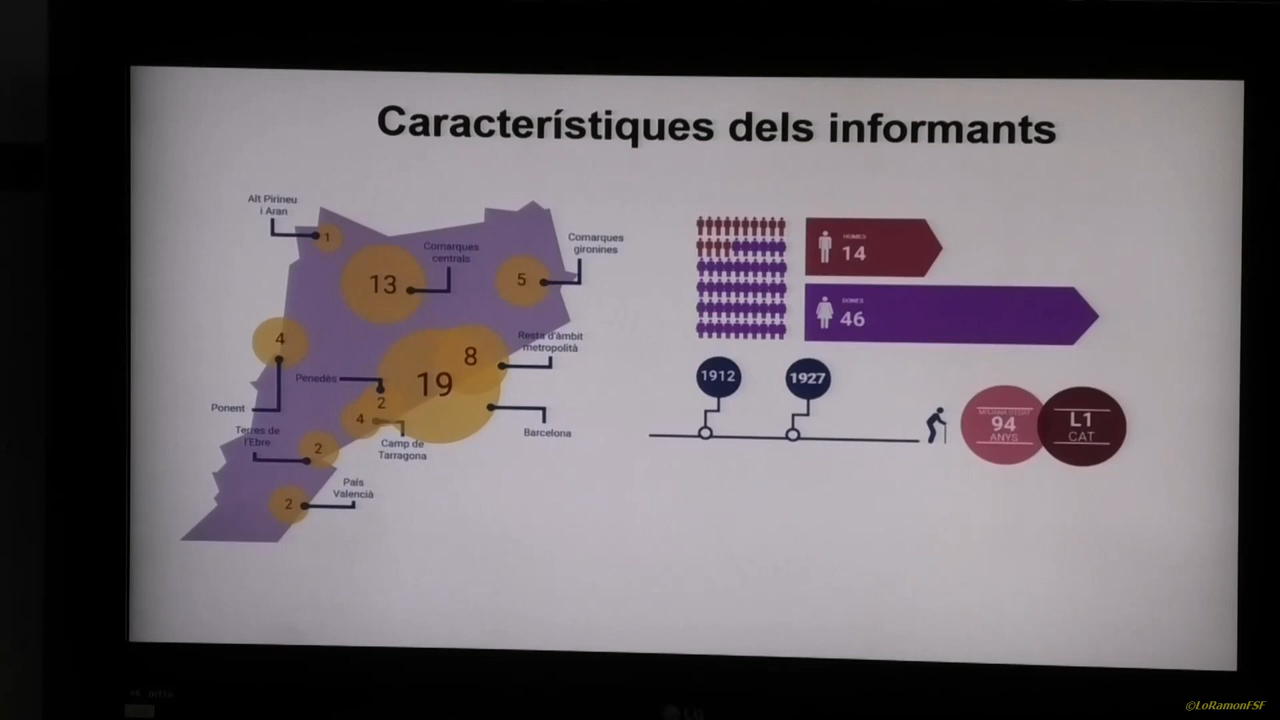 Característiques dels informants
Alt Pirineu
i Aran
1
Comarques
centrals
13
Comarques
gironines
5
4
Resta d'àmbit
metropolità
8
19
Penedès
2
4
Ponent
Terres de
l'Ebre
2
Camp de
Tarragona
Barcelona
País
Valencià
2
HOMES
14
DONES
46
1912
1927
94
ANYS
L1
CAT
LG
©LoRamonFSF